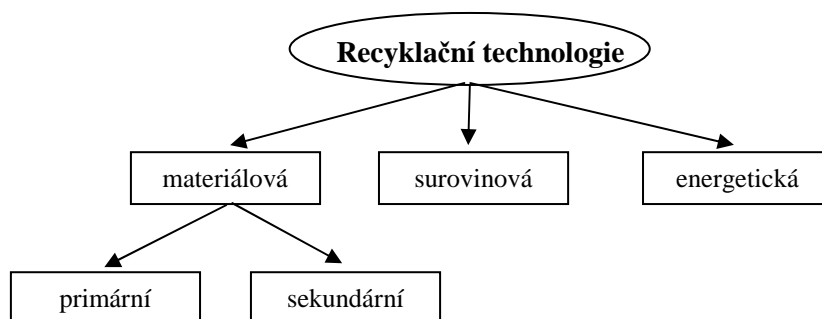 Recyklační technologie
materiálová
surovinová
energetická
primární
sekundární